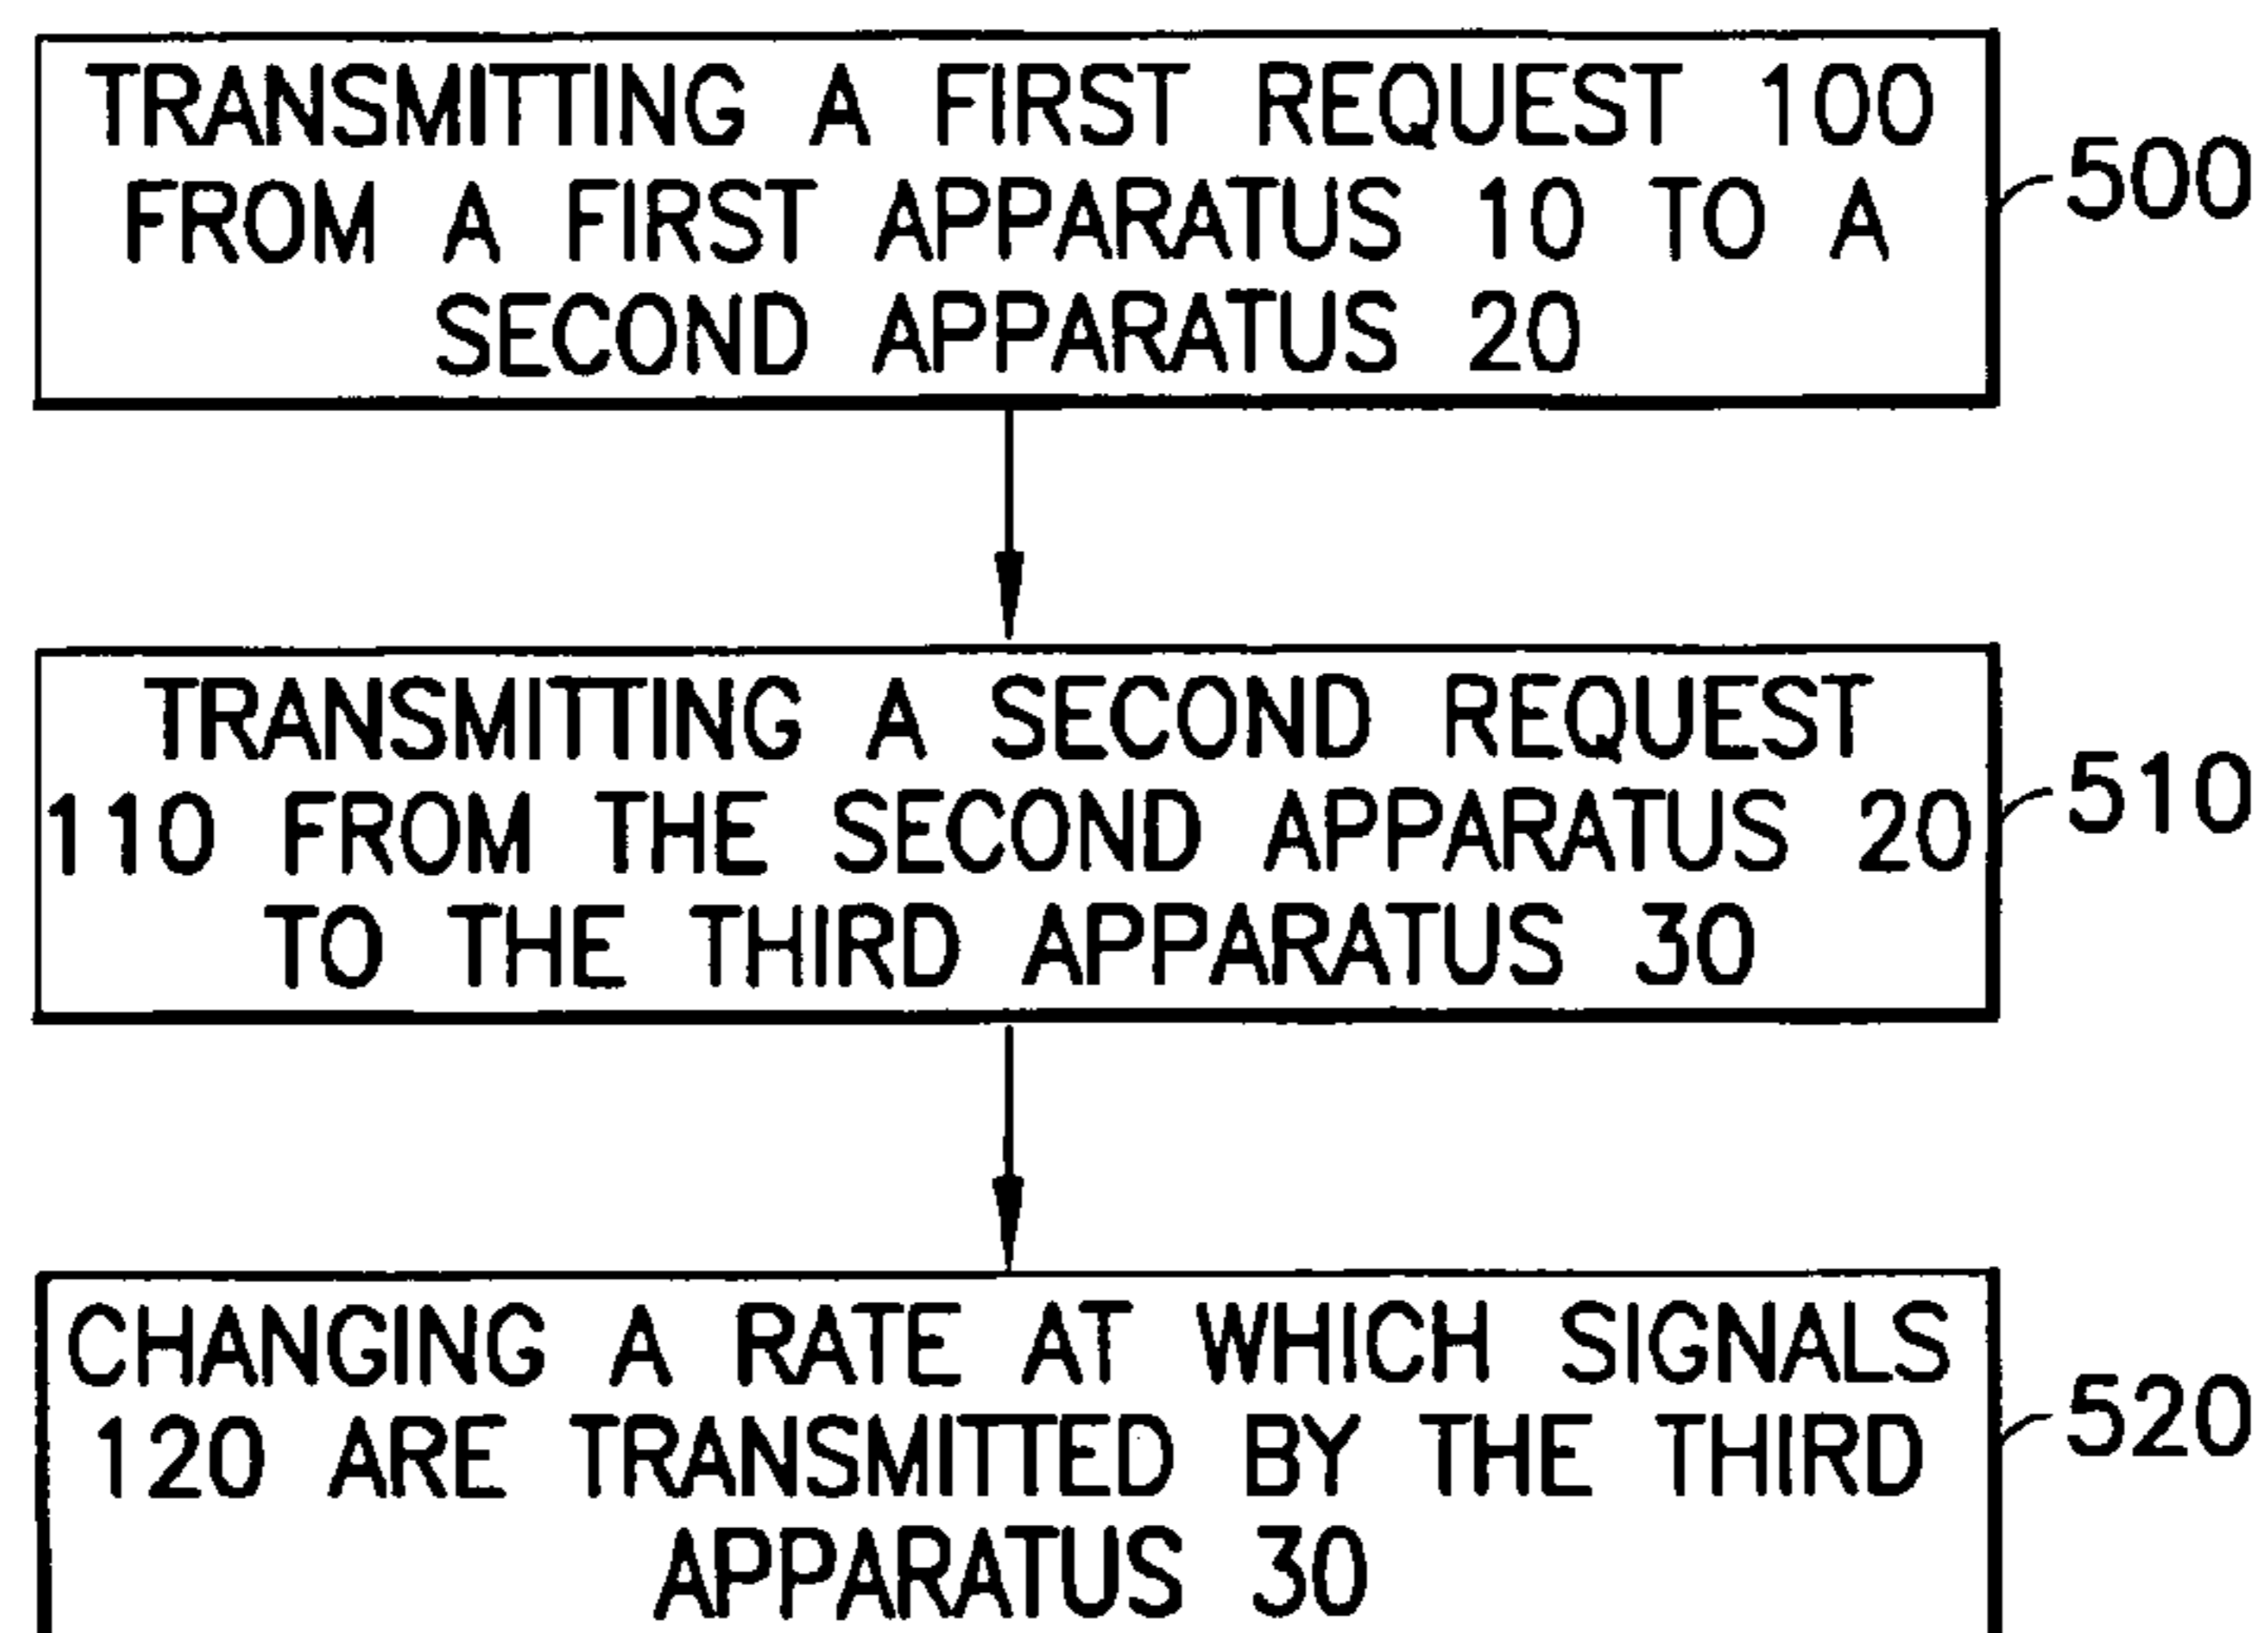 TRANSMITTING A FIRST REQUEST 100
FROM A FIRST APPARATUS 10 TO A
SECOND APPARATUS 20
500
TRANSMITTING A SECOND REQUEST
110 FROM THE SECOND APPARATUS 20
TO THE THIRD APPARATUS 30
510
CHANGING A RATE AT WHICH SIGNALS
120 ARE TRANSMITTED BY THE THIRD
APPARATUS 30
520